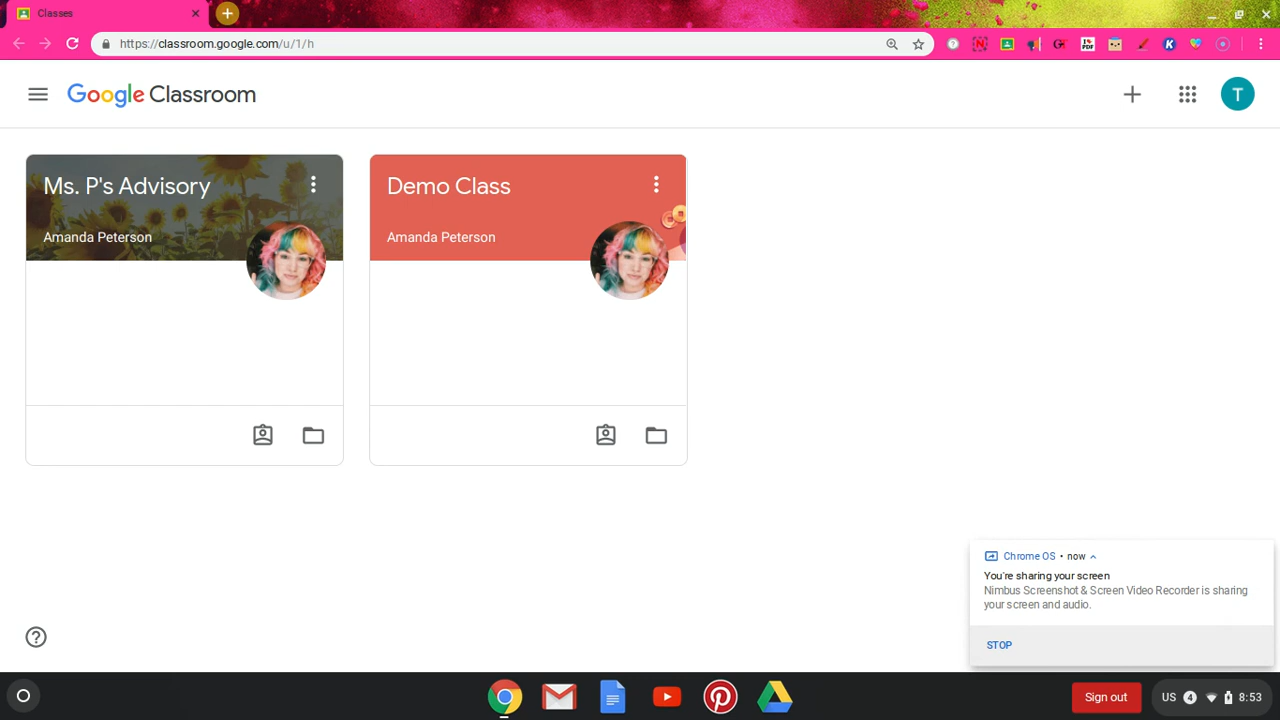 Classes
https://classroom.google.com/u/1/h
Google Classroom
T
Ms. P's Advisory
Amanda Peterson
Demo Class
Amanda Peterson
Chrome OS • now
You're sharing your screen
Nimbus Screenshot & Screen Video Recorder is sharing
your screen and audio.
STOP
Sign out
US 4 8:53